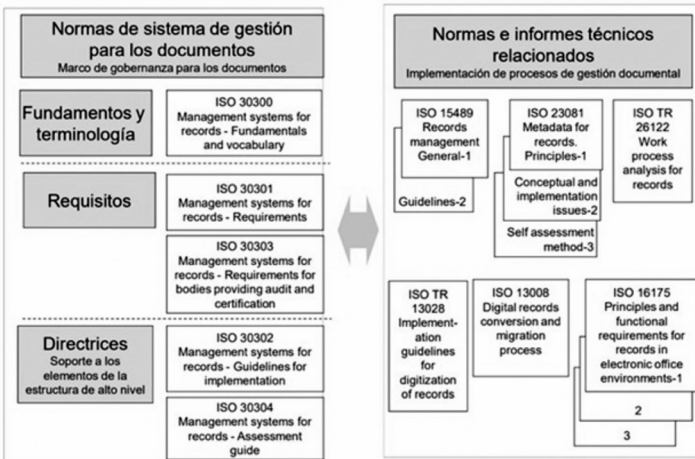 Normas de sistema de gestión
para los documentos
Marco de gobernanza para los documentos
Fundamentos y
terminología
ISO 30300
Management systems for
records - Fundamentals
and vocabulary
Requisitos
ISO 30301
Management systems for
records - Requirements
ISO 30303
Management systems for
records - Requirements for
bodies providing audit and
certification
Directrices
Soporte a los
elementos de la
estructura de alto nivel
ISO 30302
Management systems for
records - Guidelines for
implementation
ISO 30304
Management systems for
records - Assessment
guide
Normas e informes técnicos
relacionados
Implementación de procesos de gestión documental
ISO 15489
Records
management
General-1
Guidelines-2
ISO 23081
Metadata for
records.
Principles-1
Conceptual and
implementation
issues-2
Self assessment
method-3
ISO TR
26122
Work
process
analysis for
records
ISO TR
13028
Implement-
ation
guidelines
for
digitization
of records
ISO 13008
Digital records
conversion and
migration
process
ISO 16175
Principles and
functional
requirements for
records in
electronic office
environments-1
2
3